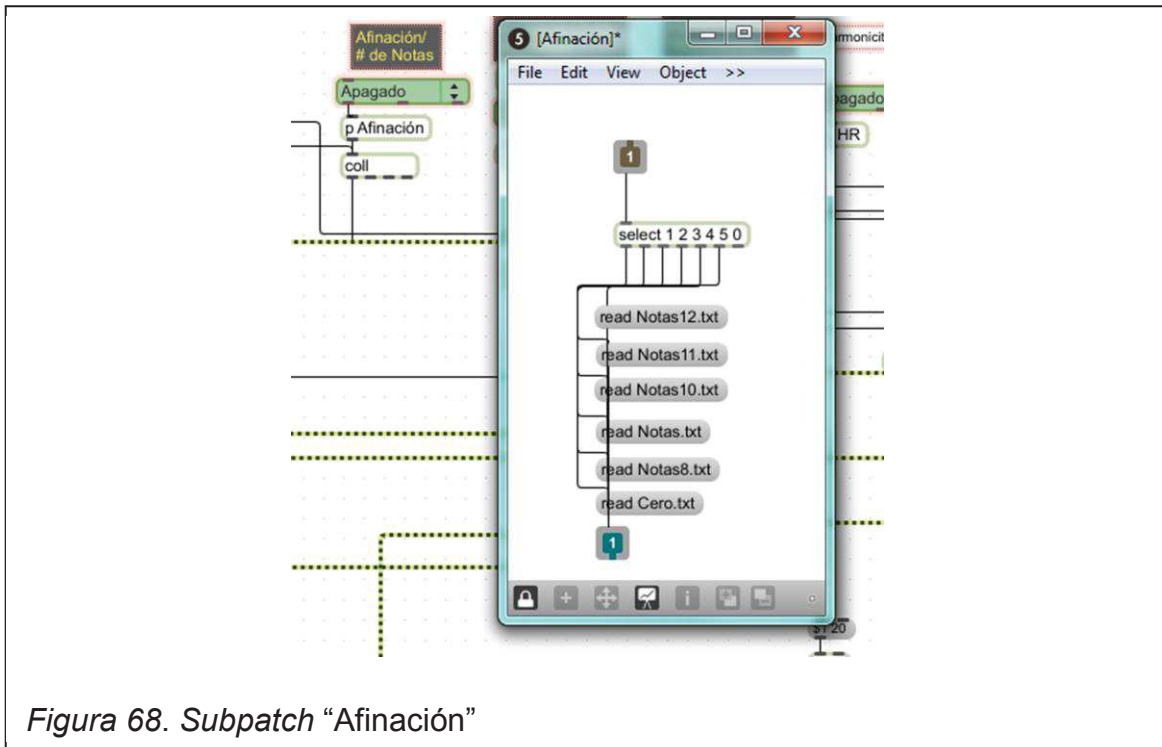 Afinación/
# de Notas
Apagado
p Afinación
coll
5 [Afinación]*
File Edit View Object >>
1
select 1 2 3 4 5 0
read Notas12.txt
read Notas11.txt
read Notas10.txt
read Notas.txt
read Notas8.txt
read Cero.txt
1
HR
Figura 68. Subpatch “Afinación”